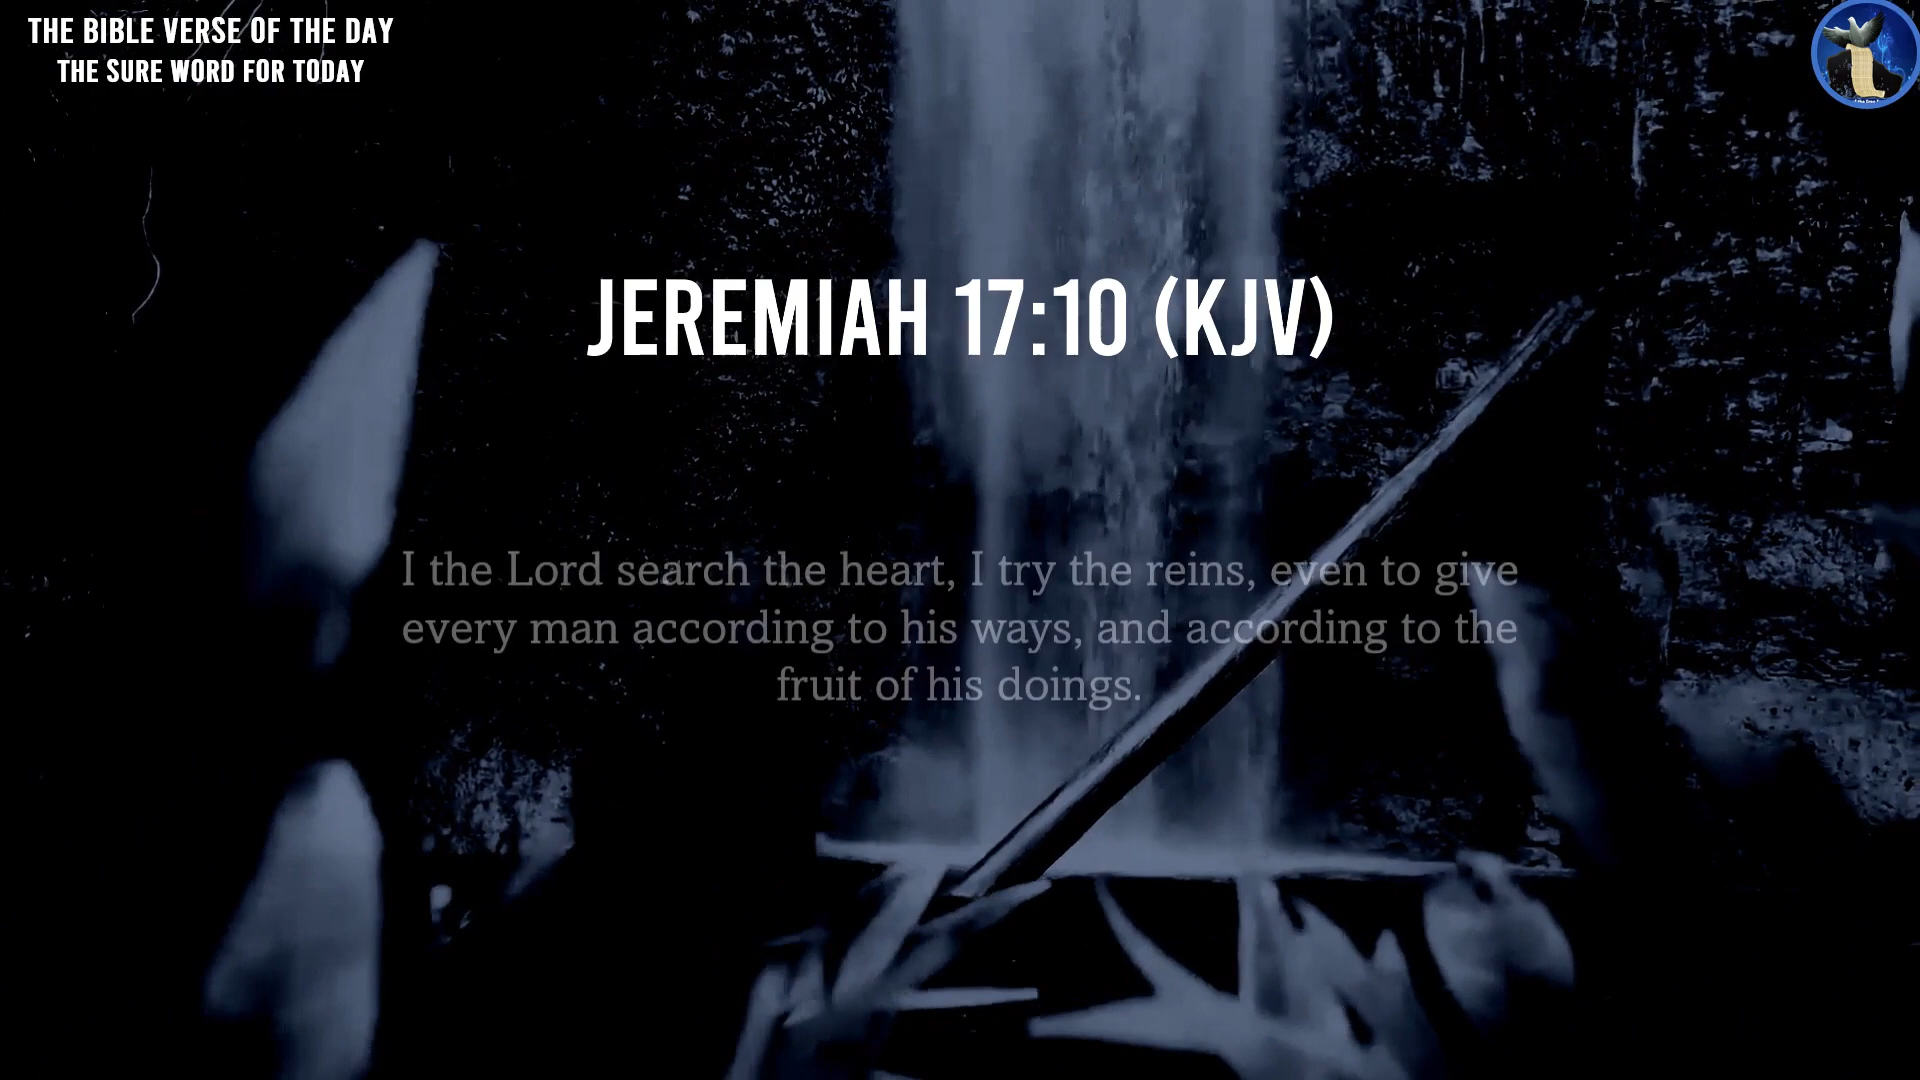 THE BIBLE VERSE OF THE DAY
THE SURE WORD FOR TODAY
JEREMIAH 17:10 (KJV)
I the Lord search the heart, I try the reins, even to give
every man according to his ways, and according to the
fruit of his doings.